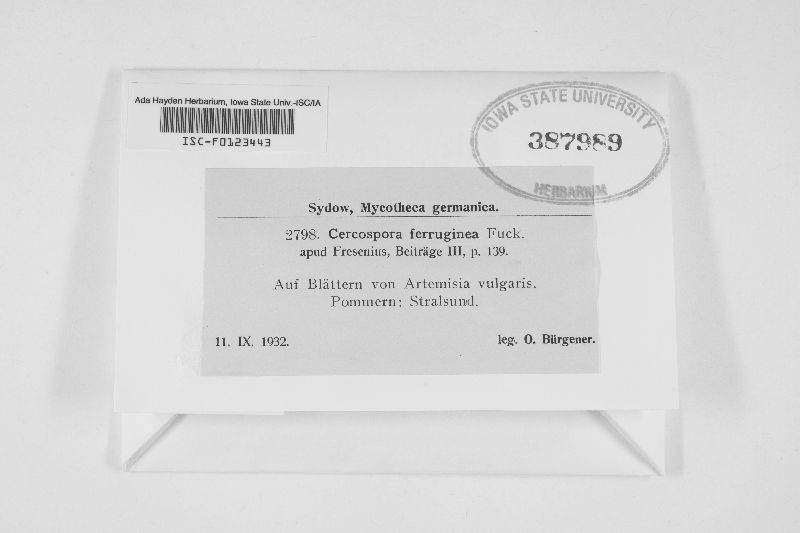 Ada Hayden Herbarium, Iowa State Univ.-ISC/IA
ISC-F0123443
IOWA STATE UNIVERSITY
387989
HERBARIUM
Sydow, Mycotheca germanica.
2798. Cercospora ferruginea Fuck.
apud Fresenius, Beiträge III, p. 139.
Auf Blättern von Artemisia vulgaris.
Pommern: Stralsund.
11. IX. 1932.
leg. O. Bürgener.